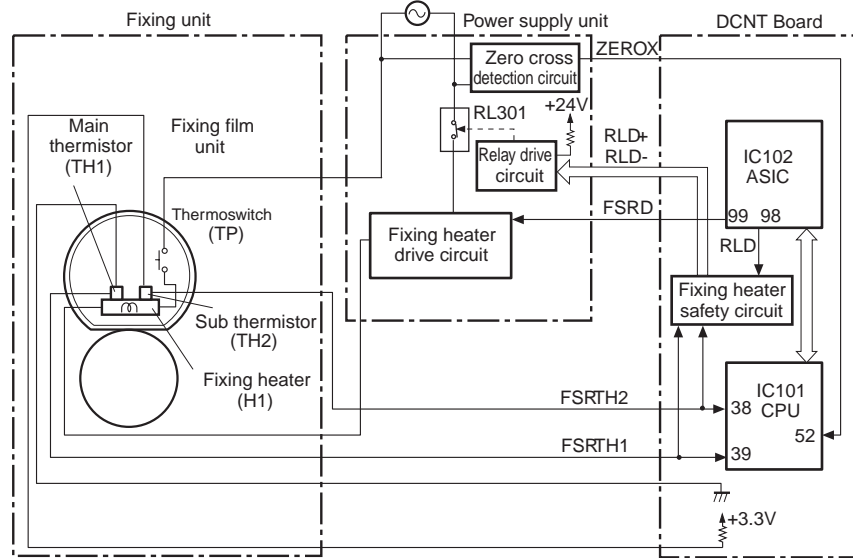 Fixing unit
Power supply unit
DCNT Board
Zero cross
detection circuit
ZEROX
+24V
RL301
Main
thermistor
(TH1)
Fixing film
unit
Relay drive
circuit
RLD+
RLD-
IC102
ASIC
99 98
Thermoswitch
(TP)
FSRD
RLD
Fixing heater
drive circuit
Fixing heater
safety circuit
Sub thermistor
(TH2)
Fixing heater
(H1)
IC101
CPU
FSRTH2
38
52
FSRTH1
39
+3.3V